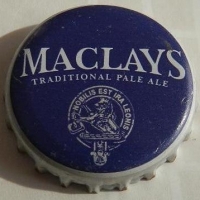 MACLAYS
TRADITIONAL PALE ALE
NOBILIS EST IRA LEONIS